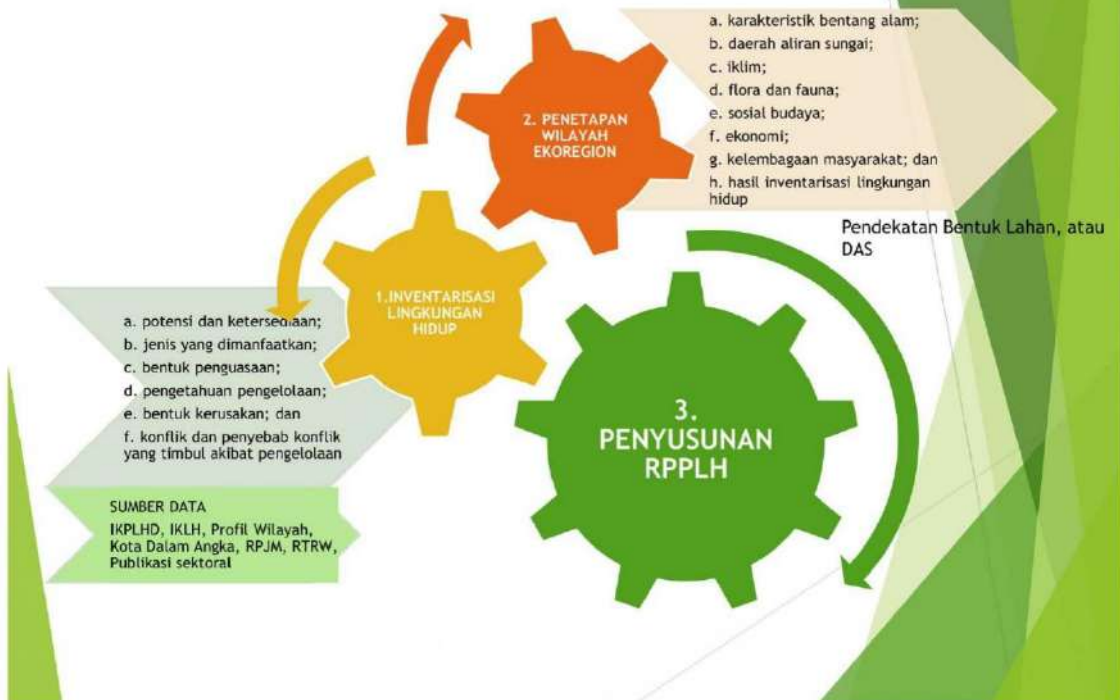 1.INVENTARISASI
LINGKUNGAN
HIDUP
a. potensi dan ketersediaan;
b. jenis yang dimanfaatkan;
c. bentuk penguasaan;
d. pengetahuan pengelolaan;
e. bentuk kerusakan; dan
f. konflik dan penyebab konflik
yang timbul akibat pengelolaan
SUMBER DATA
IKPLHD, IKLH, Profil Wilayah,
Kota Dalam Angka, RPJM, RTRW,
Publikasi sektoral
2. PENETAPAN
WILAYAH
EKOREGION
a. karakteristik bentang alam;
b. daerah aliran sungai;
c. iklim;
d. flora dan fauna;
e. sosial budaya;
f. ekonomi;
g. kelembagaan masyarakat; dan
h. hasil inventarisasi lingkungan
hidup
Pendekatan Bentuk Lahan, atau
DAS
3.
PENYUSUNAN
RPPLH